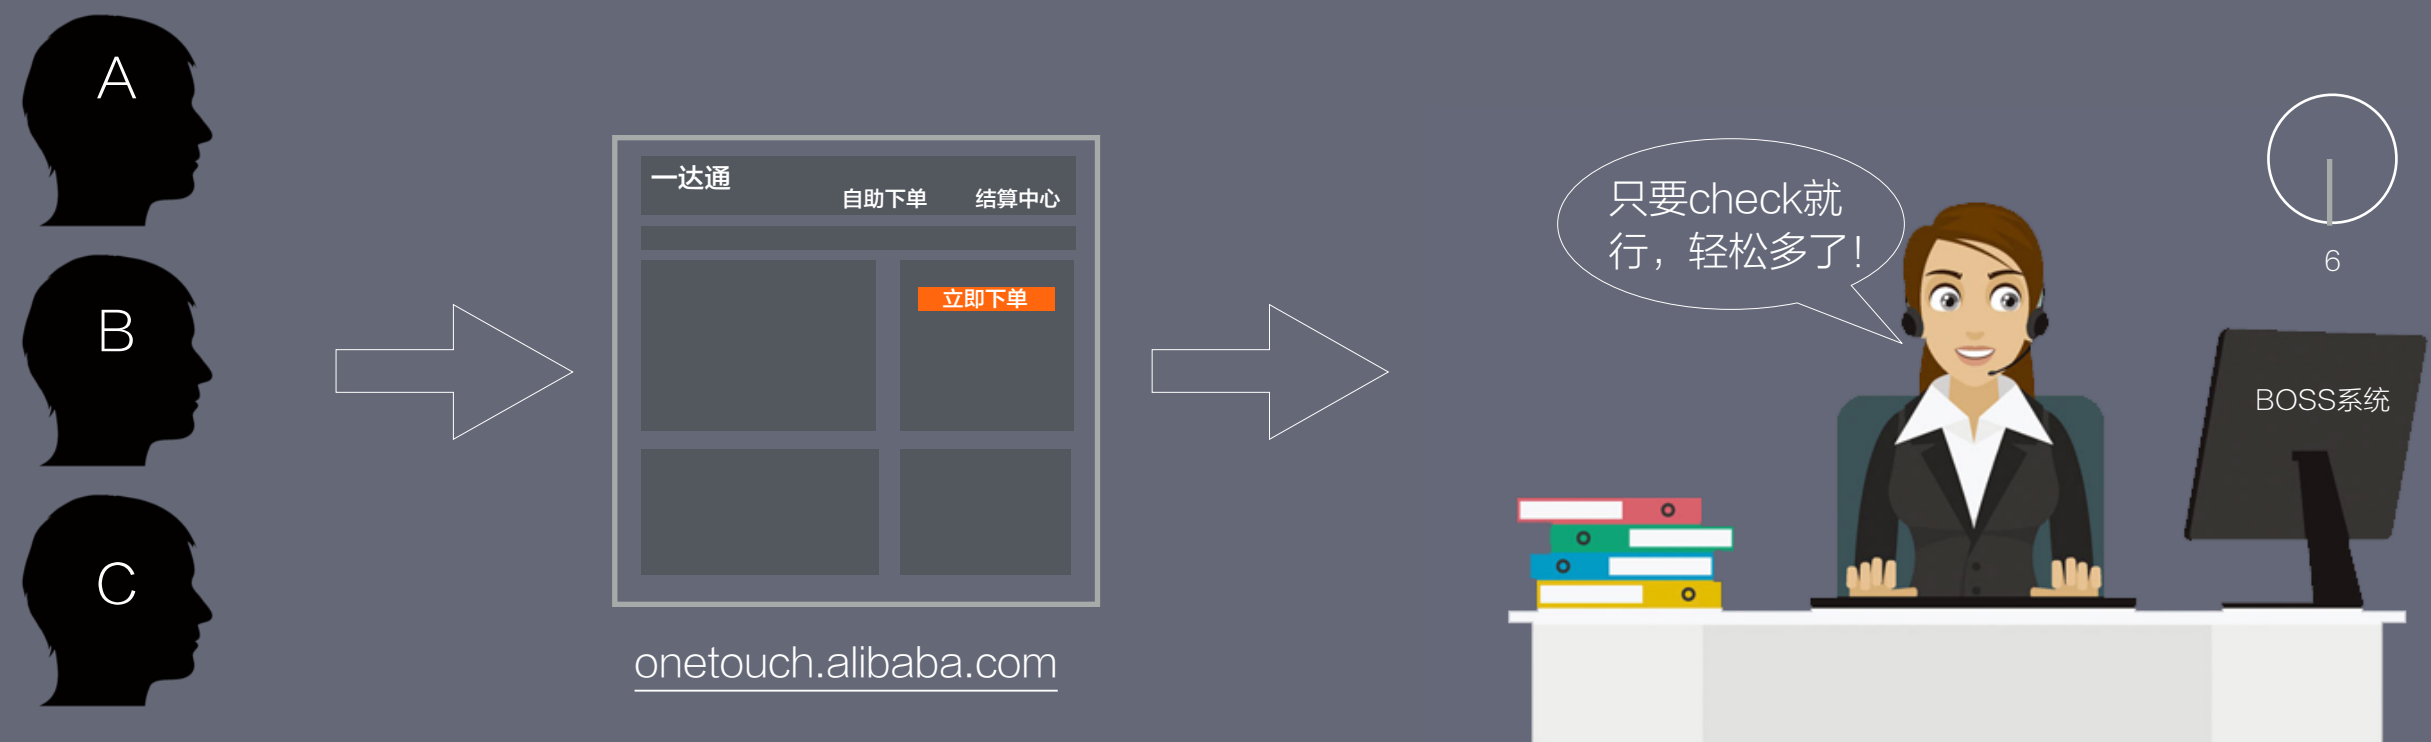 A
B
C
一达通
自助下单
结算中心
立即下单
onetouch.alibaba.com
只要check就
行，轻松多了！
6
BOSS系统